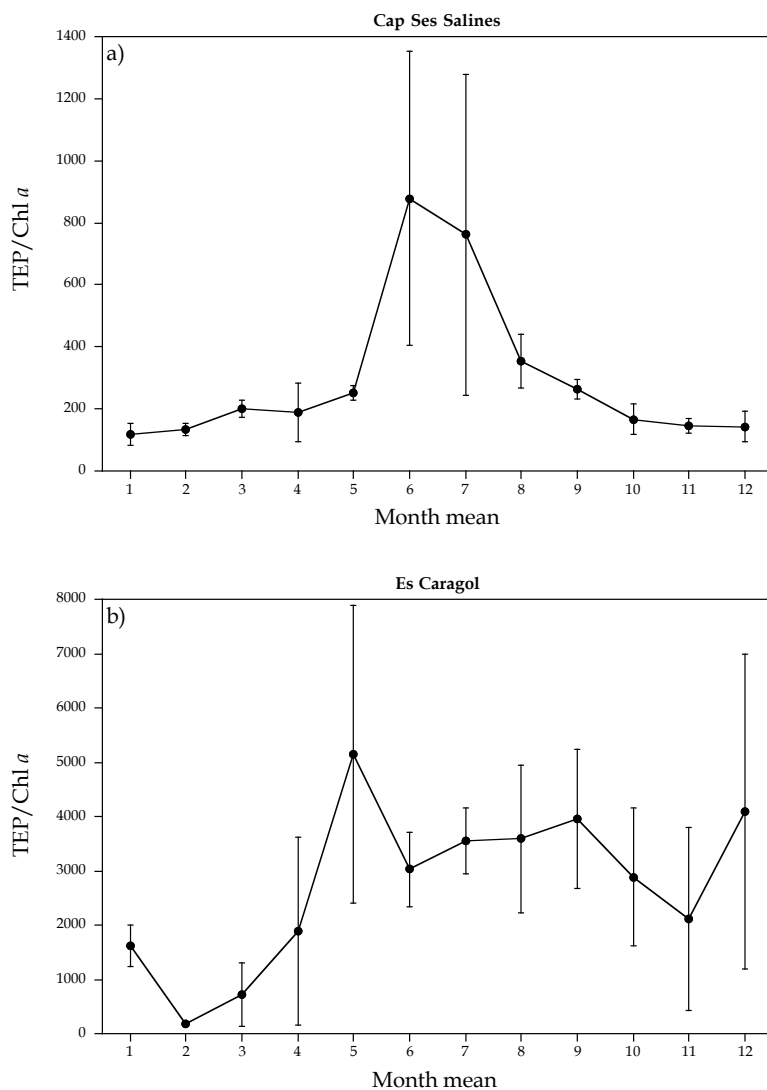 Cap Ses Salines
a)
1400
1200
1000
800
600
400
200
0
TEP/Chl a
1 2 3 4 5 6 7 8 9 10 11 12
Month mean
Es Caragol
b)
8000
7000
6000
5000
4000
3000
2000
1000
0
TEP/Chl a
1 2 3 4 5 6 7 8 9 10 11 12
Month mean